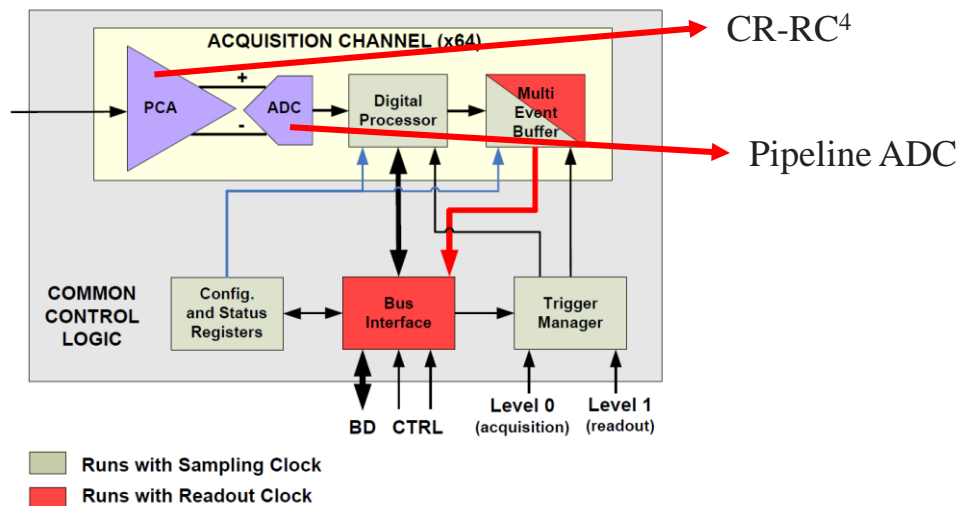 ACQUISITION CHANNEL (x64)
CR-RC⁴
PCA
+
-
ADC
Digital
Processor
Multi
Event
Buffer
Pipeline ADC
COMMON
CONTROL
LOGIC
Config.
and Status
Registers
Bus
Interface
Trigger
Manager
BD
CTRL
Level 0
(acquisition)
Level 1
(readout)
Runs with Sampling Clock
Runs with Readout Clock